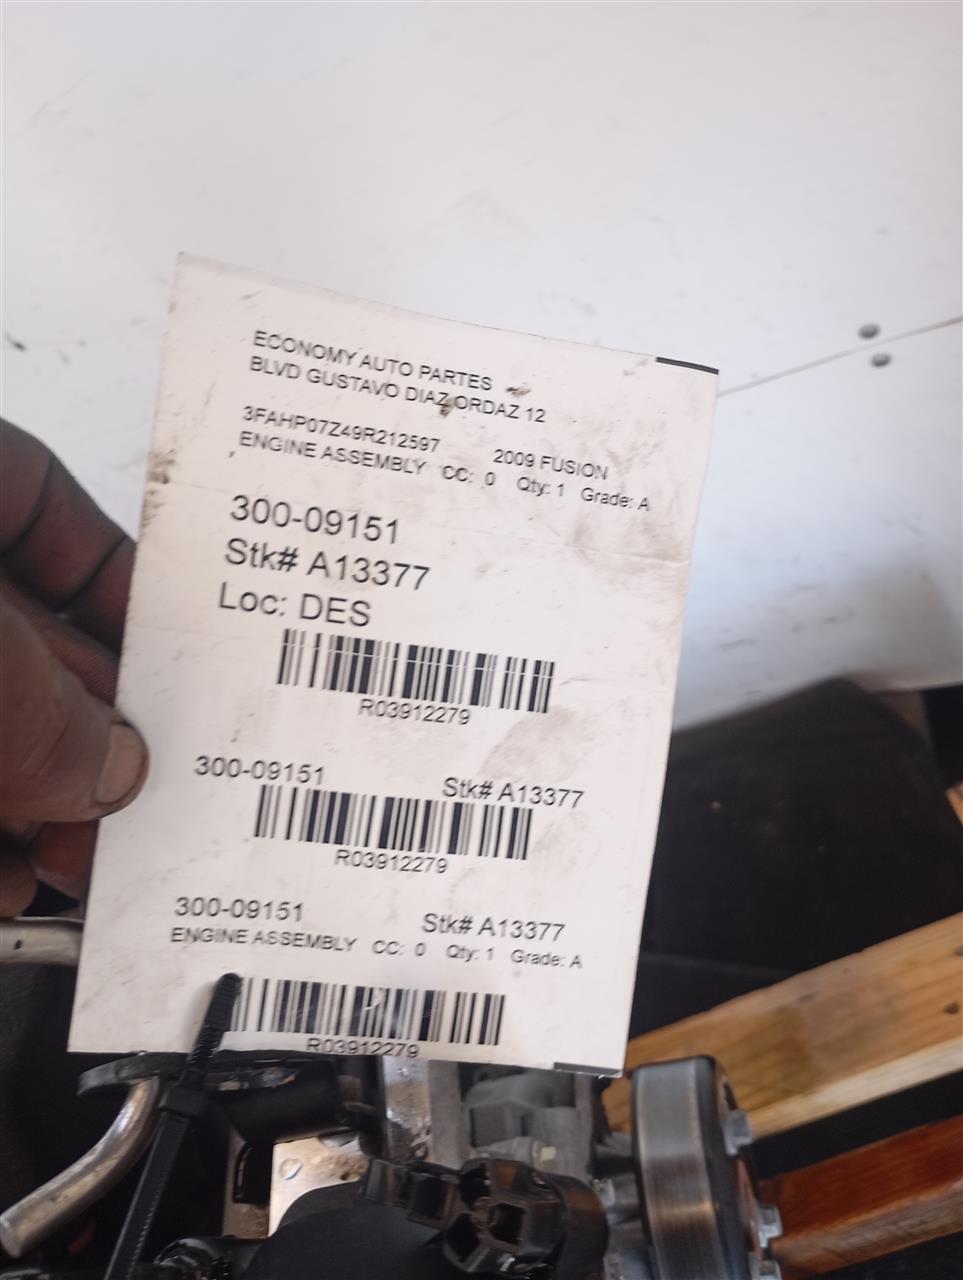 ECONOMY AUTO PARTES
BLVD GUSTAVO DIAZ ORDAZ 12
3FAHP07Z49R212597 2009 FUSION
ENGINE ASSEMBLY CC: 0 Qty: 1 Grade: A
300-09151
Stk# A13377
Loc: DES
R03912279
300-09151 Stk# A13377
R03912279
300-09151 Stk# A13377
ENGINE ASSEMBLY CC: 0 Qty: 1 Grade: A
R03912279